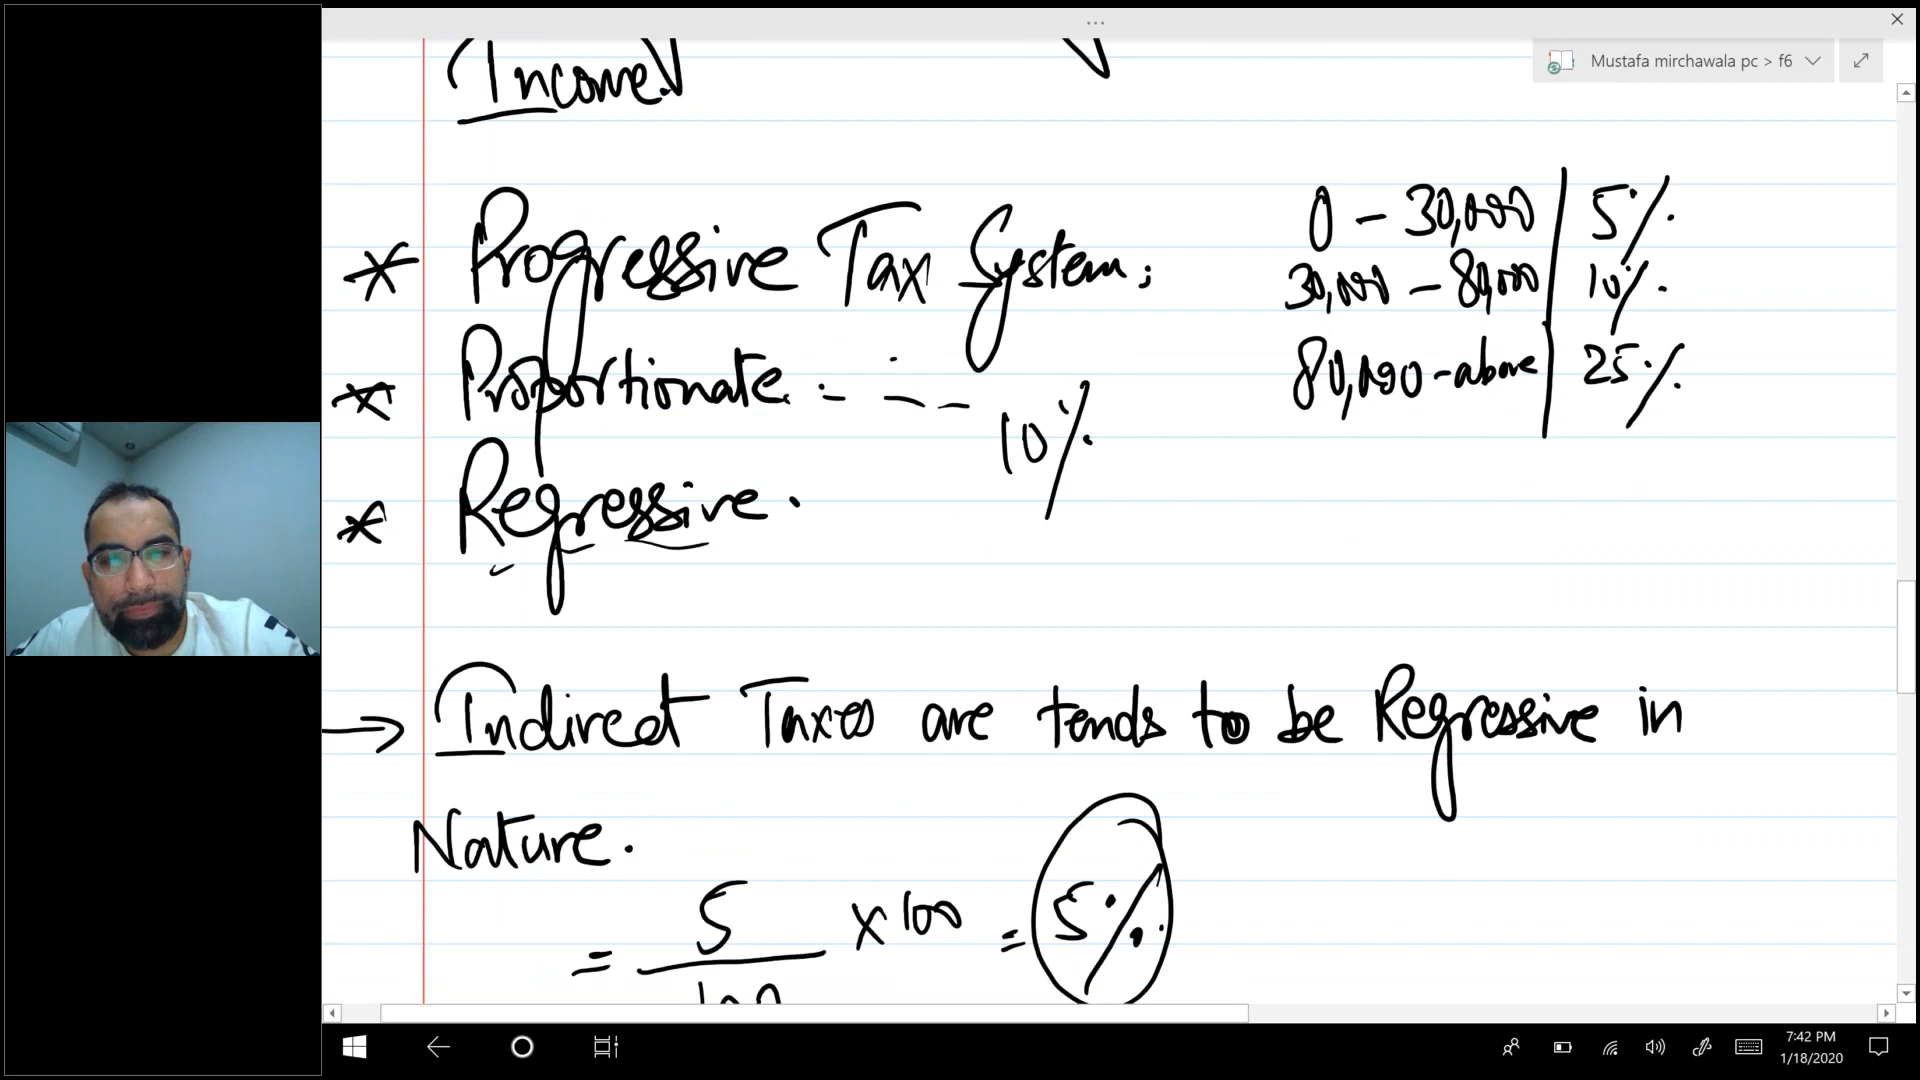 ...
Mustafa mirchawala pc > f6
Income
* Progressive Tax System;
0 - 30,000 | 5%
30,000 - 80,000 | 10%
80,000 - above | 25%
* Proportionate : - - -
10%
* Regressive.
→ Indirect Taxes are tends to be Regressive in
Nature.
= 5/100 x 100 = 5%
7:42 PM
1/18/2020